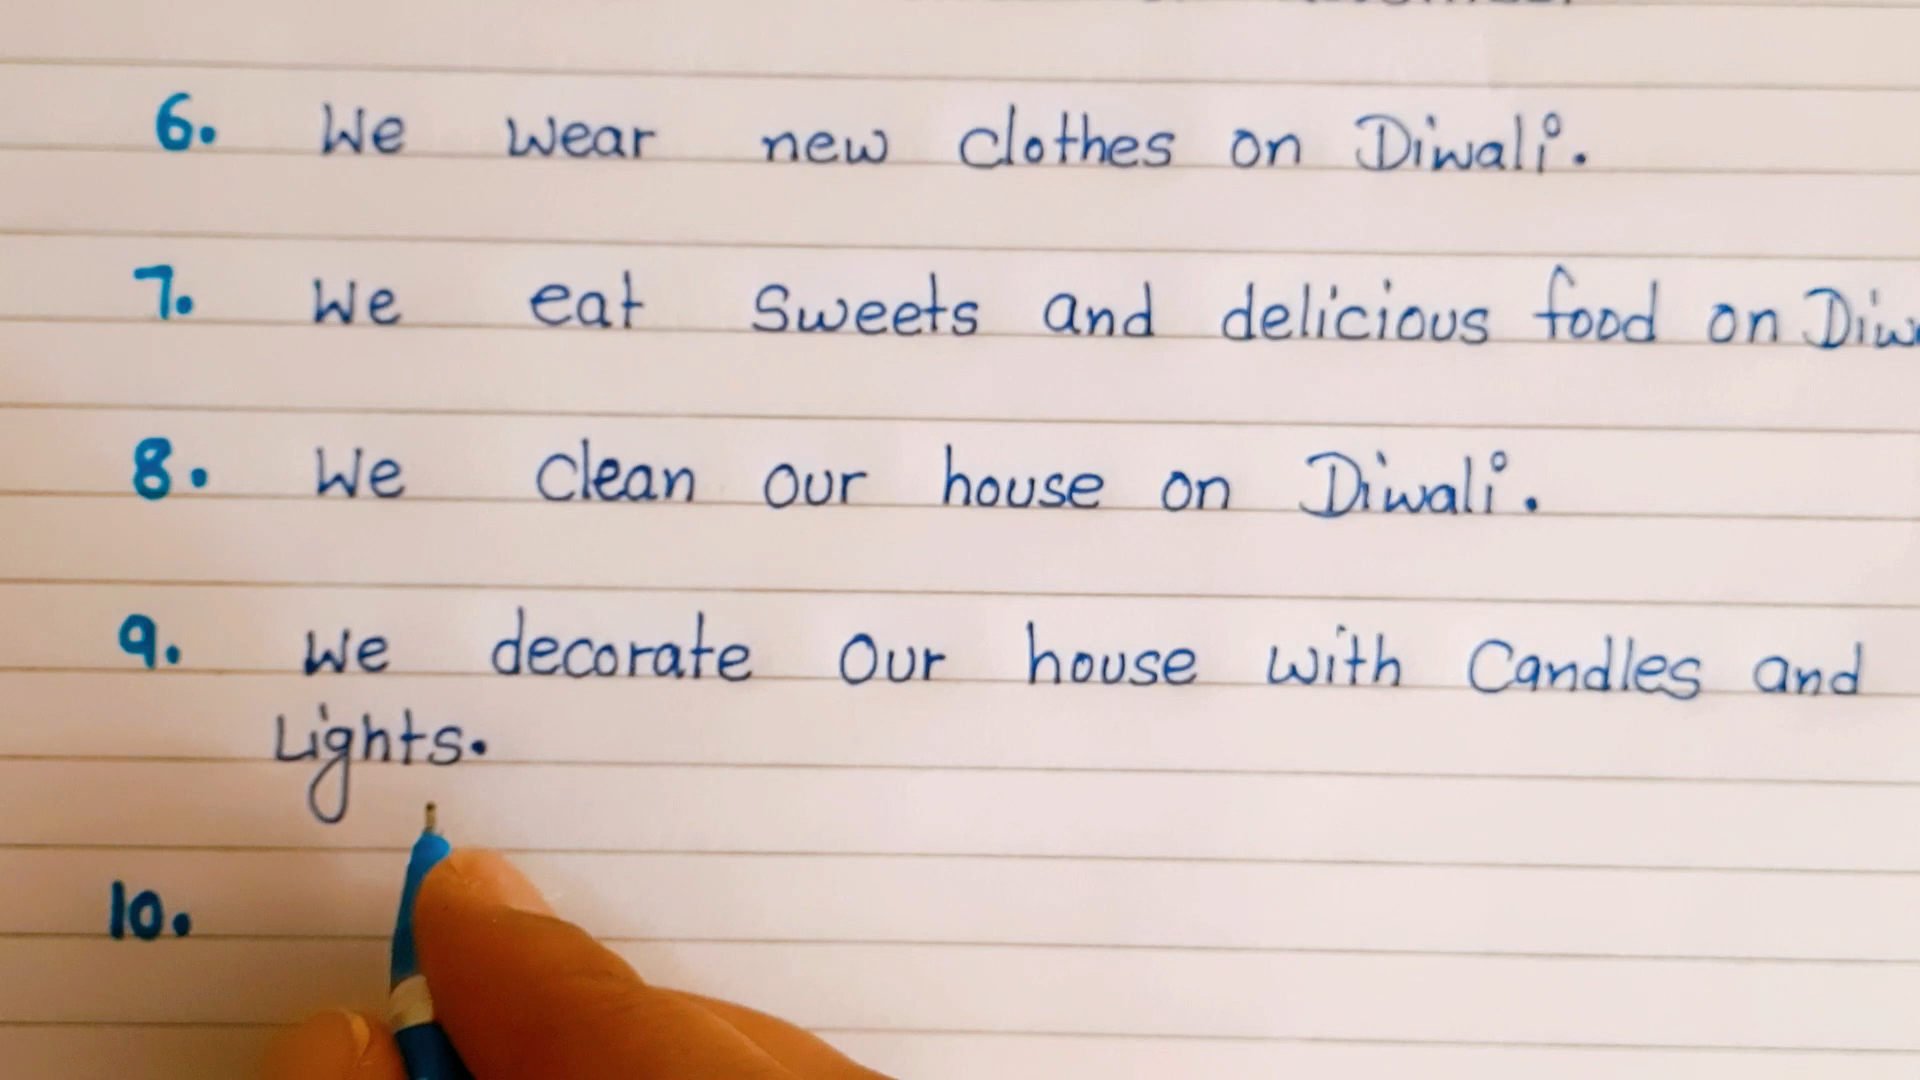 6. We wear new clothes on Diwali.
7. We eat Sweets and delicious food on
8. We clean our house on Diwali.
9. We decorate Our house with Candles and
Lights.
10.